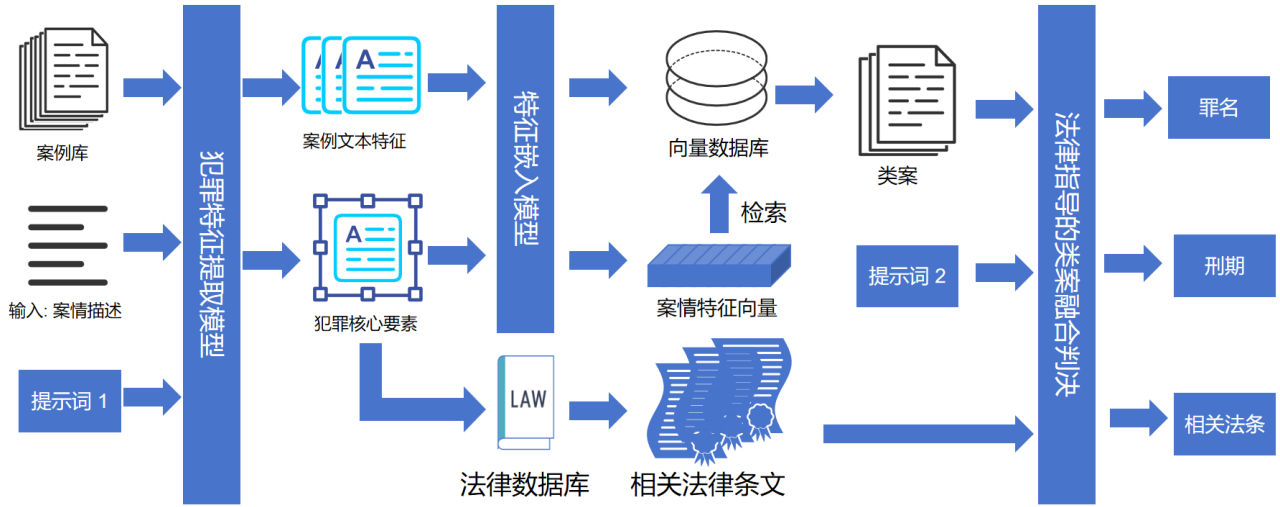 案例库
输入: 案情描述
提示词 1
犯罪特征提取模型
A
A
A
案例文本特征
A
犯罪核心要素
特征嵌入模型
向量数据库
检索
案情特征向量
LAW
法律数据库
相关法律条文
类案
提示词 2
法律指导的类案融合判决
罪名
刑期
相关法条